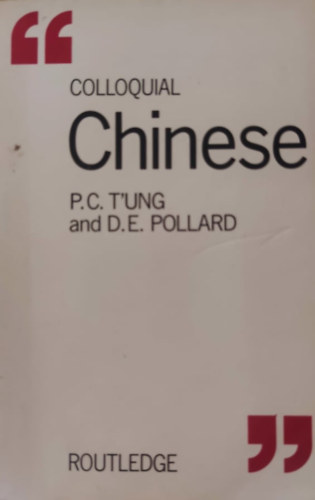 “
COLLOQUIAL
Chinese
P.C. T'UNG
and D.E. POLLARD
”
ROUTLEDGE